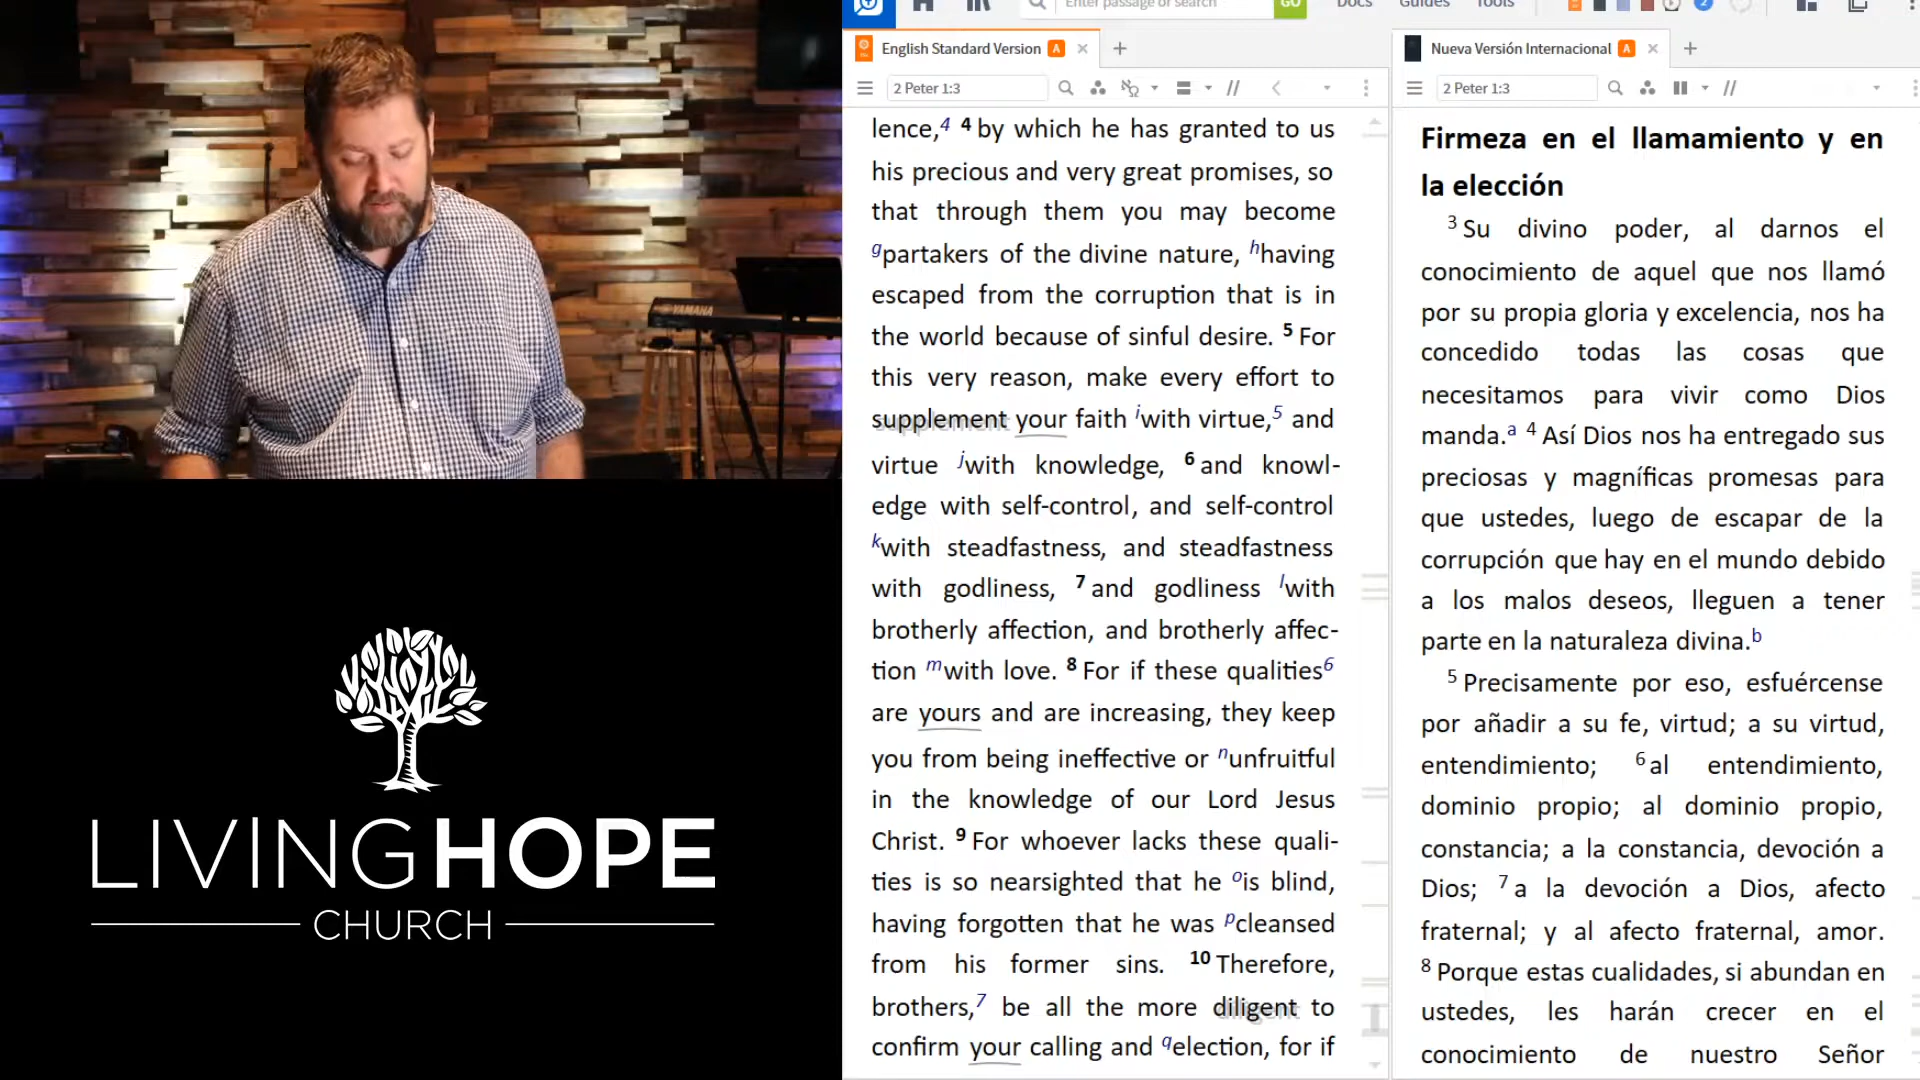 YAMAHA
LIVINGHOPE
CHURCH
Enter passage or search GO Docs Guides Tools 2
English Standard Version A
2 Peter 1:3
lence,4 4 by which he has granted to us
his precious and very great promises, so
that through them you may become
gpartakers of the divine nature, hhaving
escaped from the corruption that is in
the world because of sinful desire. 5 For
this very reason, make every effort to
supplement your faith iwith virtue,5 and
virtue jwith knowledge, 6 and knowl-
edge with self-control, and self-control
kwith steadfastness, and steadfastness
with godliness, 7 and godliness lwith
brotherly affection, and brotherly affec-
tion mwith love. 8 For if these qualities6
are yours and are increasing, they keep
you from being ineffective or nunfruitful
in the knowledge of our Lord Jesus
Christ. 9 For whoever lacks these quali-
ties is so nearsighted that he ois blind,
having forgotten that he was pcleansed
from his former sins. 10 Therefore,
brothers,7 be all the more diligent to
confirm your calling and qelection, for if
Nueva Versión Internacional A
2 Peter 1:3
Firmeza en el llamamiento y en
la elección
3 Su divino poder, al darnos el
conocimiento de aquel que nos llamó
por su propia gloria y excelencia, nos ha
concedido todas las cosas que
necesitamos para vivir como Dios
manda.a 4 Así Dios nos ha entregado sus
preciosas y magníficas promesas para
que ustedes, luego de escapar de la
corrupción que hay en el mundo debido
a los malos deseos, lleguen a tener
parte en la naturaleza divina.b
5 Precisamente por eso, esfuércense
por añadir a su fe, virtud; a su virtud,
entendimiento; 6 al entendimiento,
dominio propio; al dominio propio,
constancia; a la constancia, devoción a
Dios; 7 a la devoción a Dios, afecto
fraternal; y al afecto fraternal, amor.
8 Porque estas cualidades, si abundan en
ustedes, les harán crecer en el
conocimiento de nuestro Señor